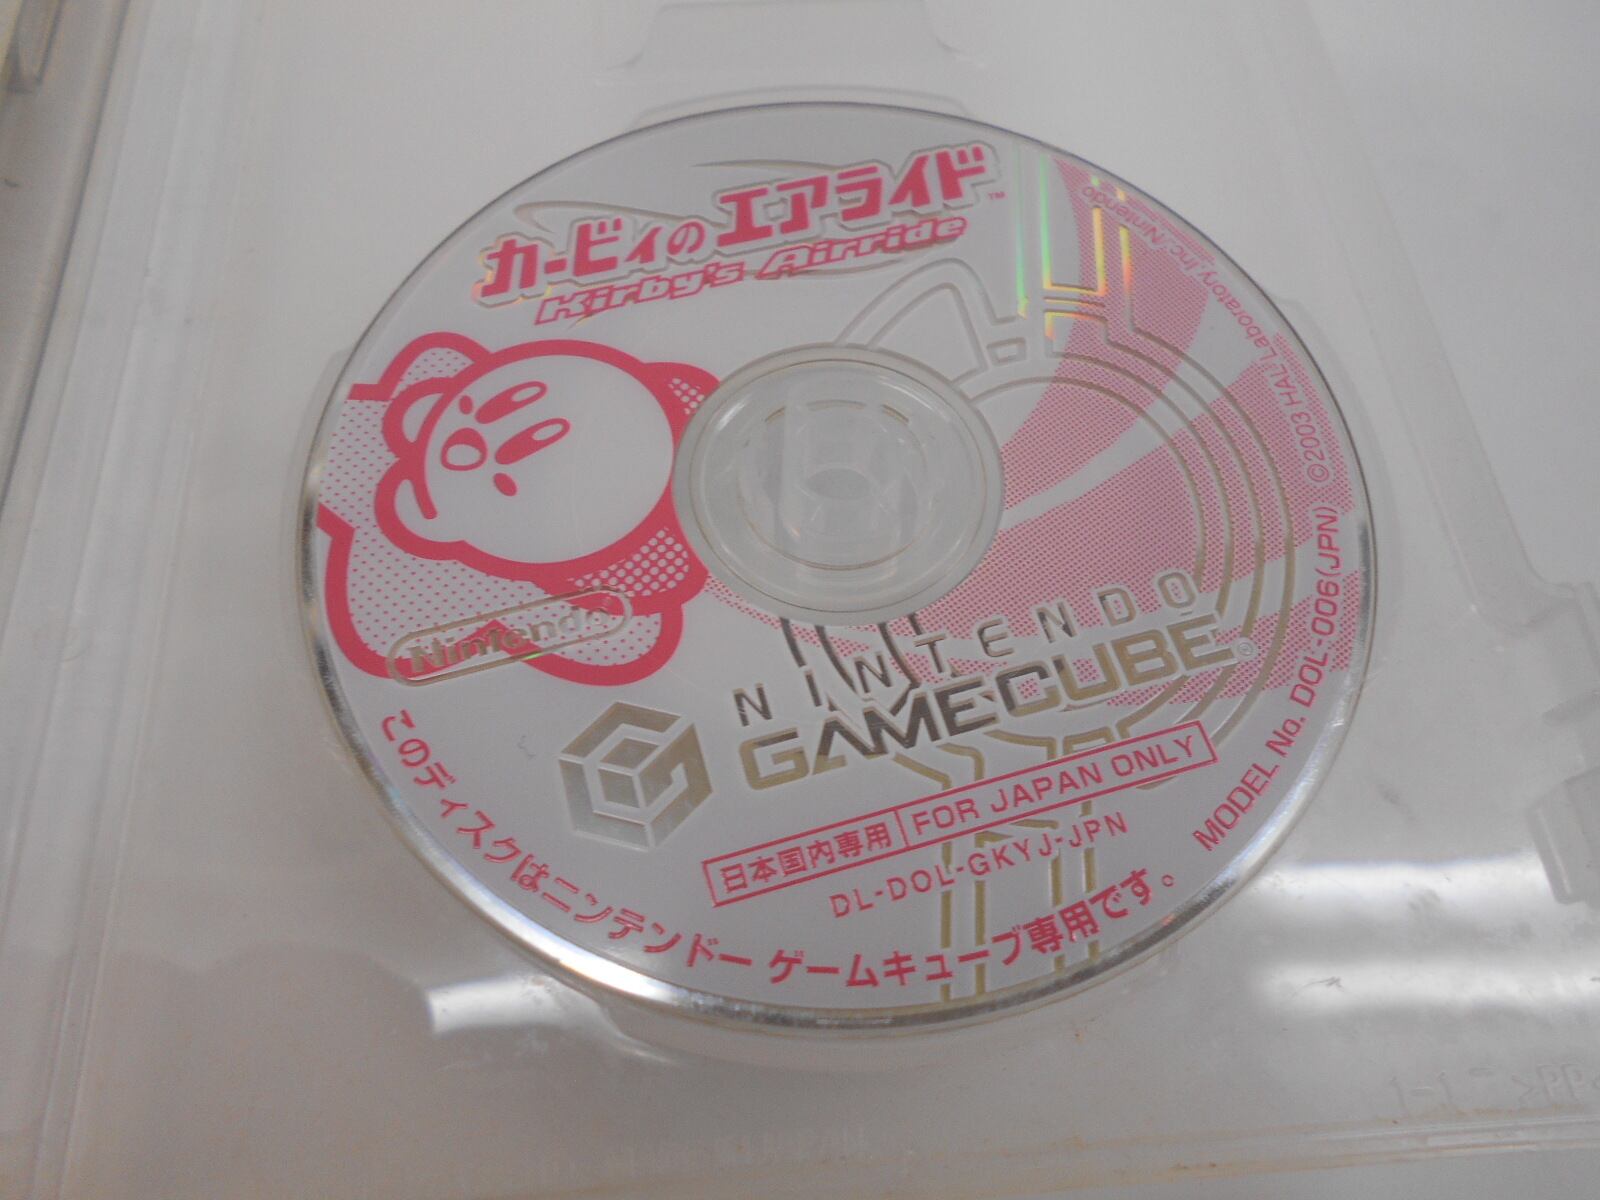 カービィのエアライド™
Kirby's Airride
©2003 HAL Laboratory, Inc./Nintendo
Nintendo®
NINTENDO
GAMECUBE®
日本国内専用 FOR JAPAN ONLY
DL-DOL-GKYJ-JPN
MODEL No. DOL-006(JPN)
このディスクはニンテンドー ゲームキューブ専用です。